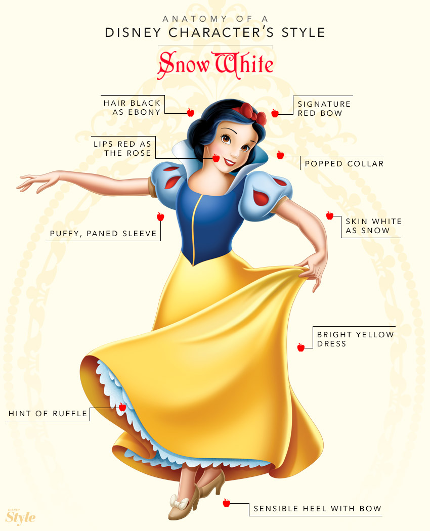 ANATOMY OF A
DISNEY CHARACTER'S STYLE
Snow White
HAIR BLACK
AS EBONY
SIGNATURE
RED BOW
LIPS RED AS
THE ROSE
POPPED COLLAR
SKIN WHITE
AS SNOW
PUFFY, PANED SLEEVE
BRIGHT YELLOW
DRESS
HINT OF RUFFLE
SENSIBLE HEEL WITH BOW
Style